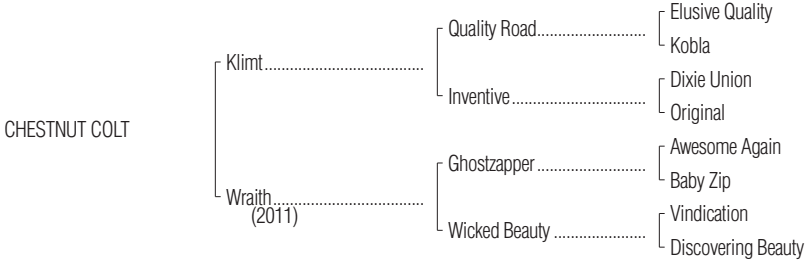 Elusive Quality
Quality Road..............................
Kobla
Klimt............................................
Dixie Union
Inventive.....................................
Original
CHESTNUT COLT
Awesome Again
Ghostzapper..............................
Baby Zip
Wraith..........................................
(2011)
Vindication
Wicked Beauty .........................
Discovering Beauty